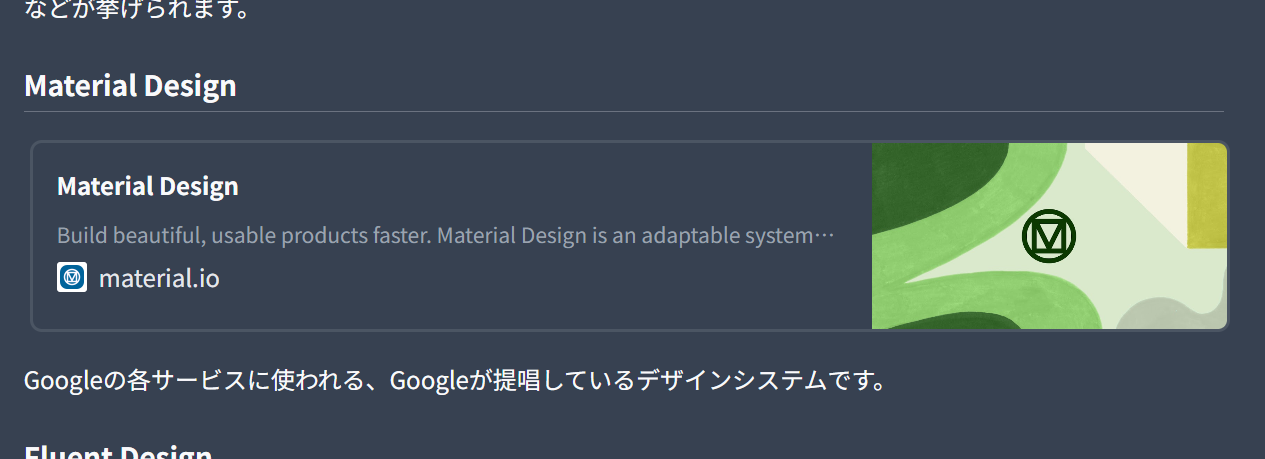 などが挙げられます。
Material Design
Material Design
Build beautiful, usable products faster. Material Design is an adaptable system…
material.io
Googleの各サービスに使われる、Googleが提唱しているデザインシステムです。
Fluent Design